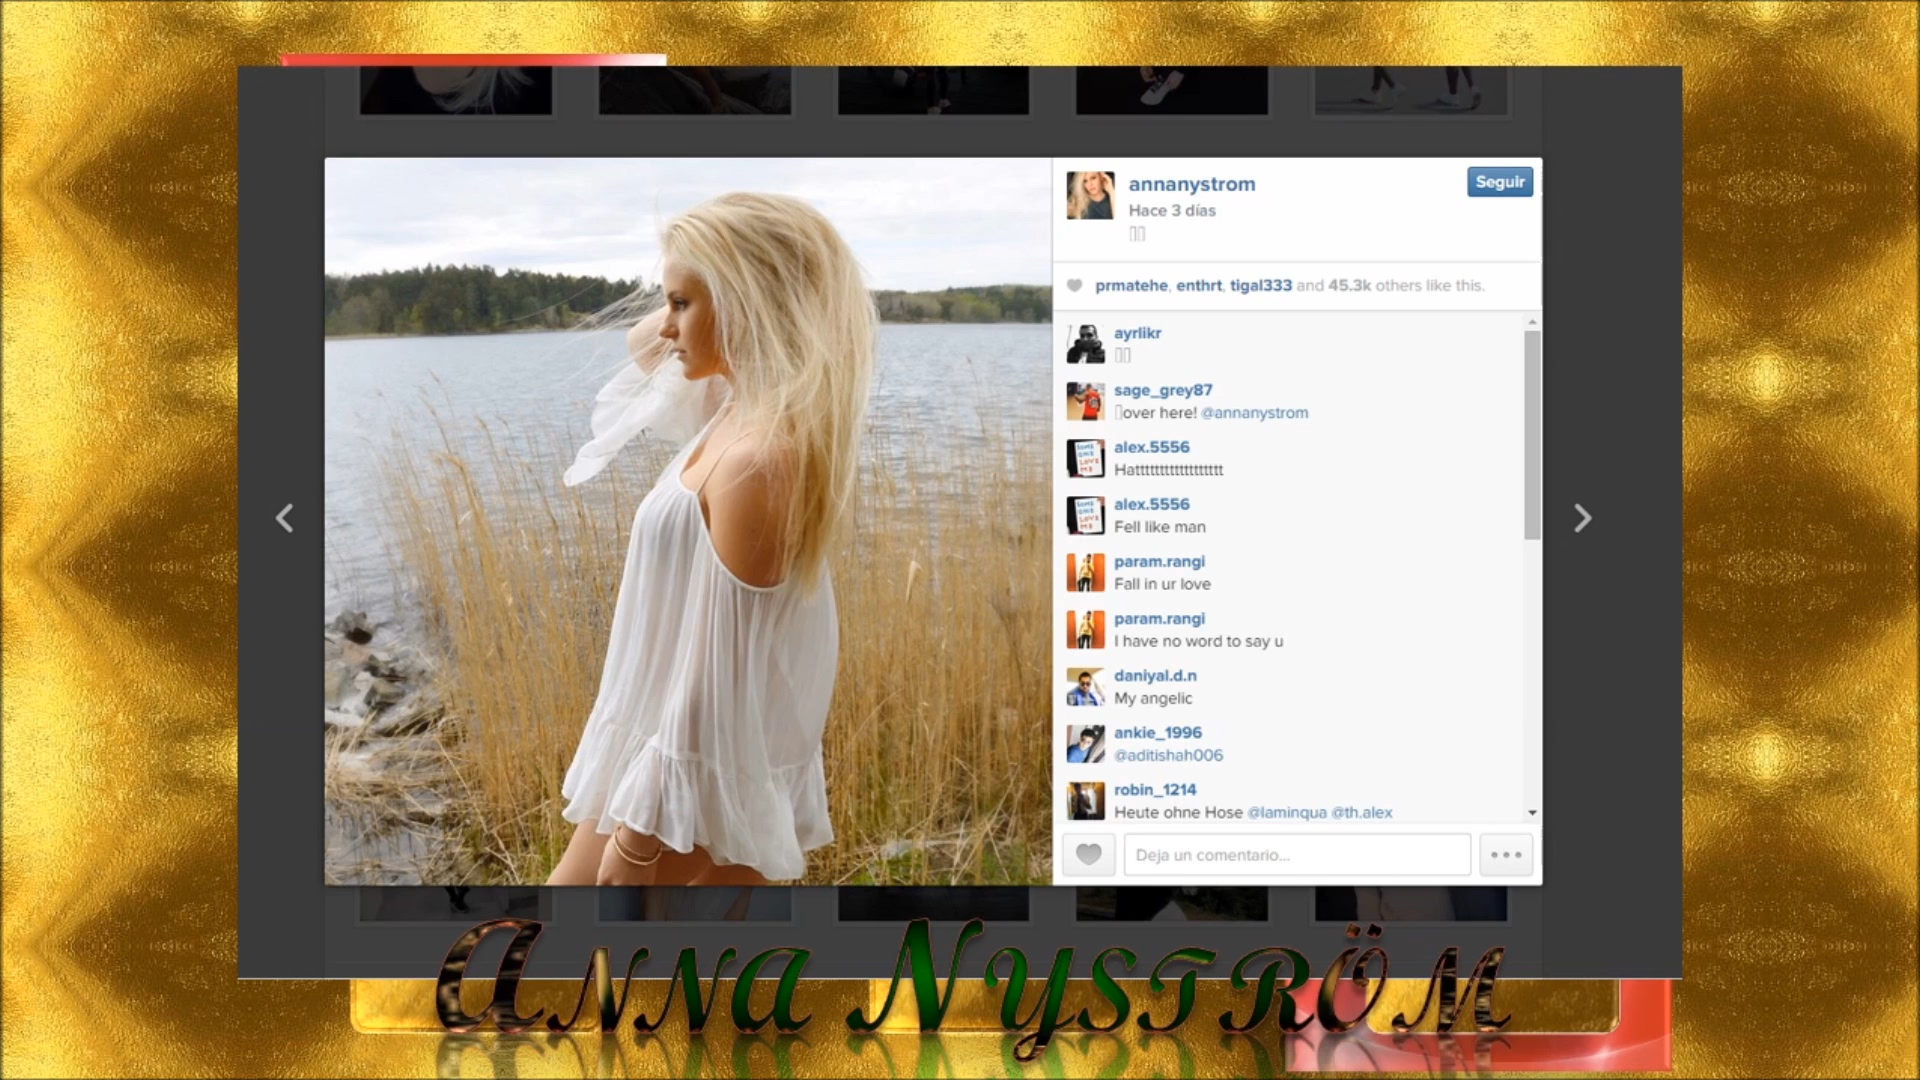 annanystrom
Seguir
Hace 3 días
prmatehe, enthrt, tigal333 and 45.3k others like this.
ayrlikr
sage_grey87
over here! @annanystrom
alex.5556
Hatttttttttttttttttt
alex.5556
Fell like man
param.rangi
Fall in ur love
param.rangi
I have no word to say u
daniyal.d.n
My angelic
ankie_1996
@aditishah006
robin_1214
Heute ohne Hose @laminqua @th.alex
Deja un comentario...
Anna Nyström